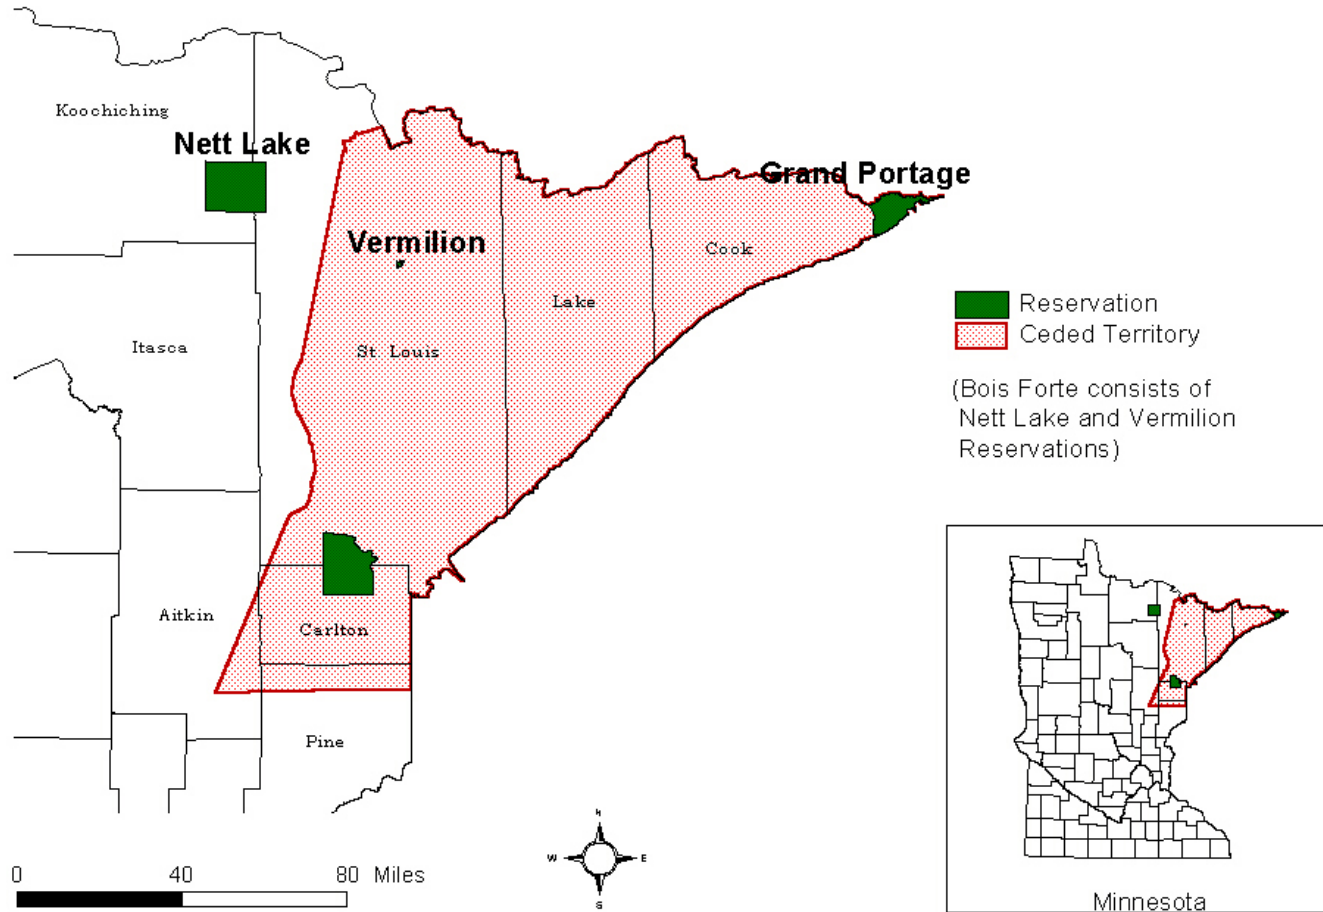 Koochiching
Nett Lake
Grand Portage
Vermilion
Cook
Lake
Itasca
St Louis
Reservation
Ceded Territory
(Bois Forte consists of
Nett Lake and Vermilion
Reservations)
Aitkin
Carlton
Pine
N
W
E
S
0 40 80 Miles
Minnesota